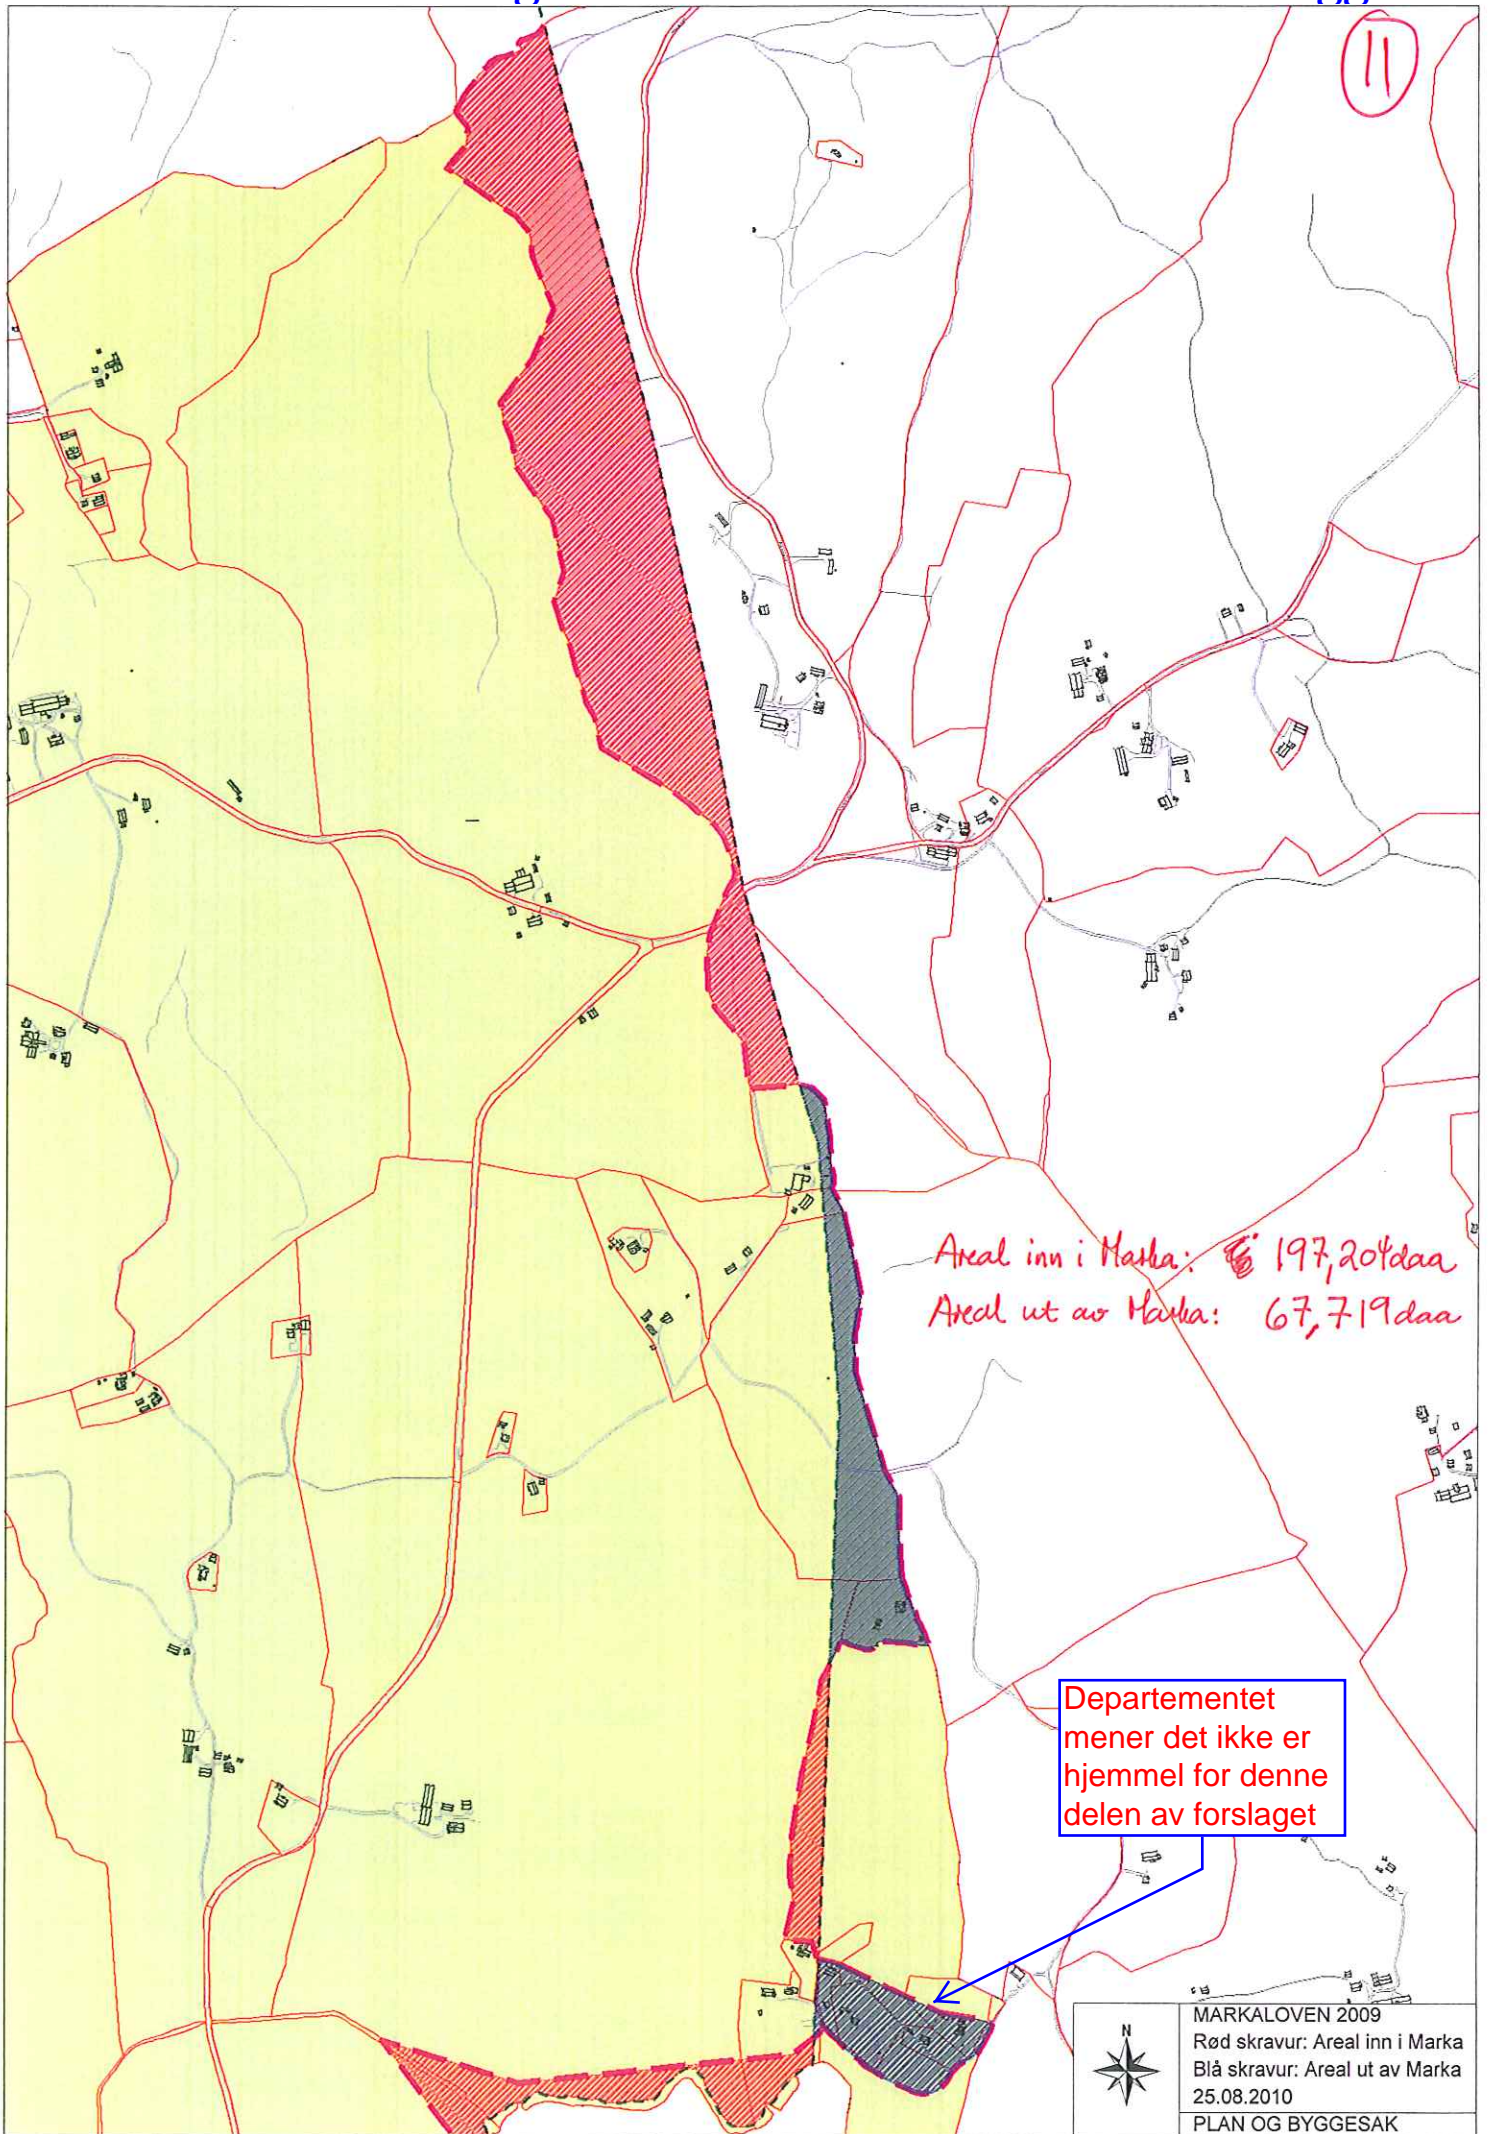 11
Areal inn i Marka: 197,204daa
Areal ut av Marka: 67,719daa
Departementet
mener det ikke er
hjemmel for denne
delen av forslaget
N
MARKALOVEN 2009
Rød skravur: Areal inn i Marka
Blå skravur: Areal ut av Marka
25.08.2010
PLAN OG BYGGESAK